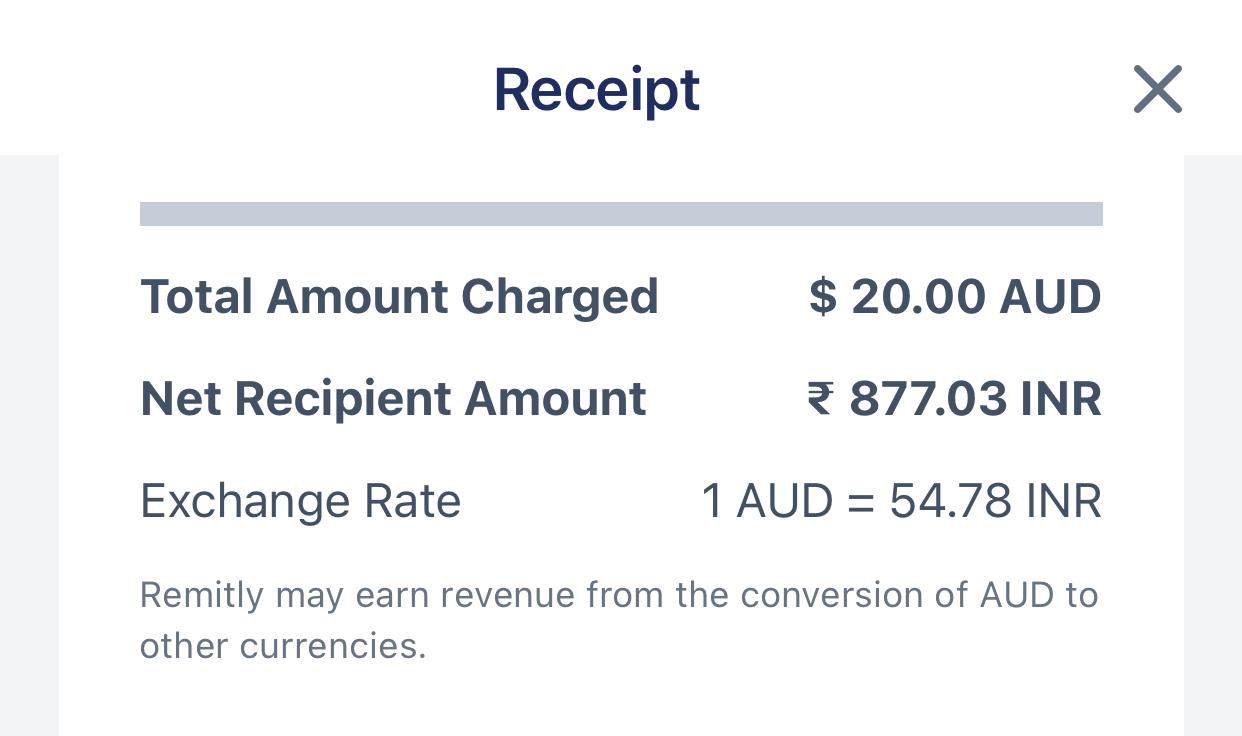 Receipt
Total Amount Charged $ 20.00 AUD
Net Recipient Amount ₹ 877.03 INR
Exchange Rate 1 AUD = 54.78 INR
Remitly may earn revenue from the conversion of AUD to
other currencies.